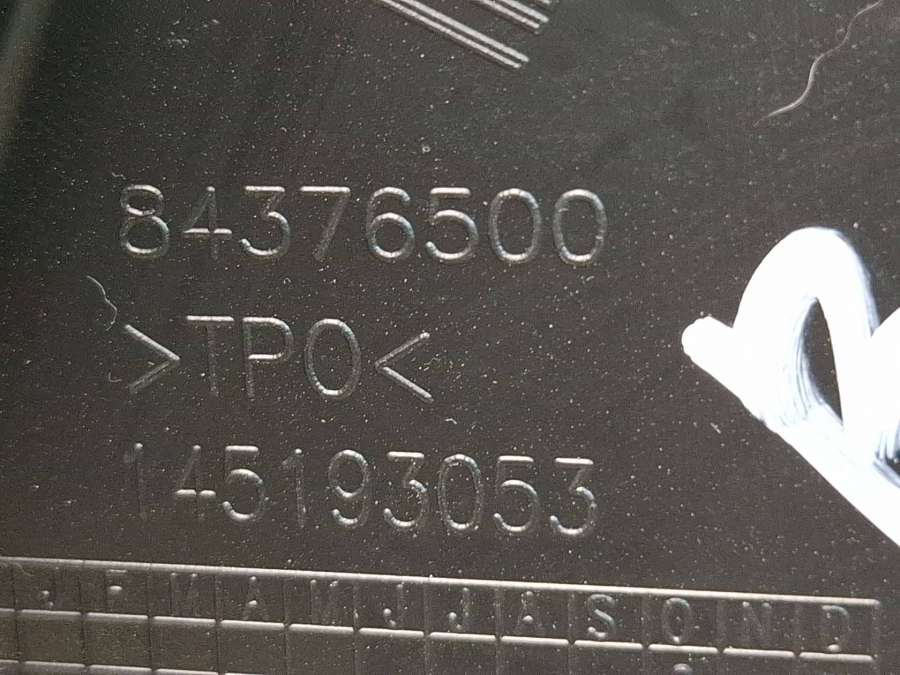 84376500
>TPO<
145193053
J F M A M J J A S O N D